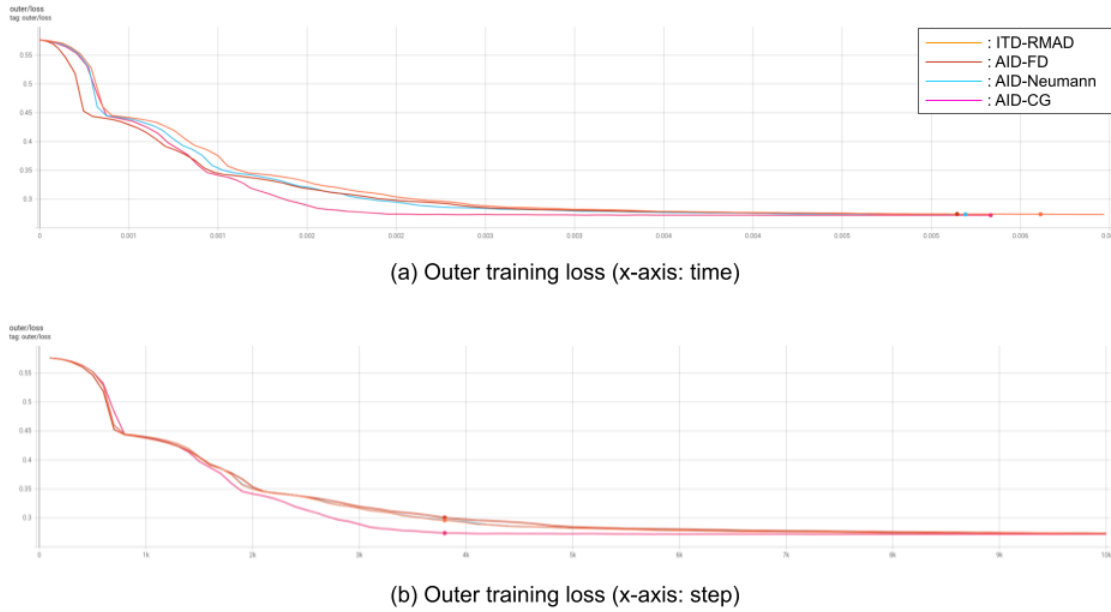 outer/loss
tag: outer/loss
: ITD-RMAD
: AID-FD
: AID-Neumann
: AID-CG
0.55
0.45
0.4
0.35
0.3
0 0.001 0.001 0.002 0.002 0.003 0.003 0.004 0.004 0.005 0.005 0.006
(a) Outer training loss (x-axis: time)
outer/loss
tag: outer/loss
0.55
0.45
0.4
0.35
0.3
0 1k 2k 3k 4k 5k 6k 7k 8k 9k 10k
(b) Outer training loss (x-axis: step)